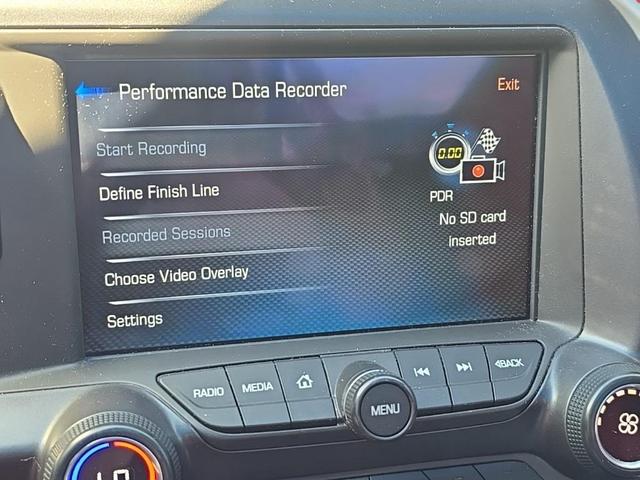 Performance Data Recorder
Exit
Start Recording
0.00
Define Finish Line
PDR
Recorded Sessions
No SD card
inserted
Choose Video Overlay
Settings
RADIO
MEDIA
BACK
MENU